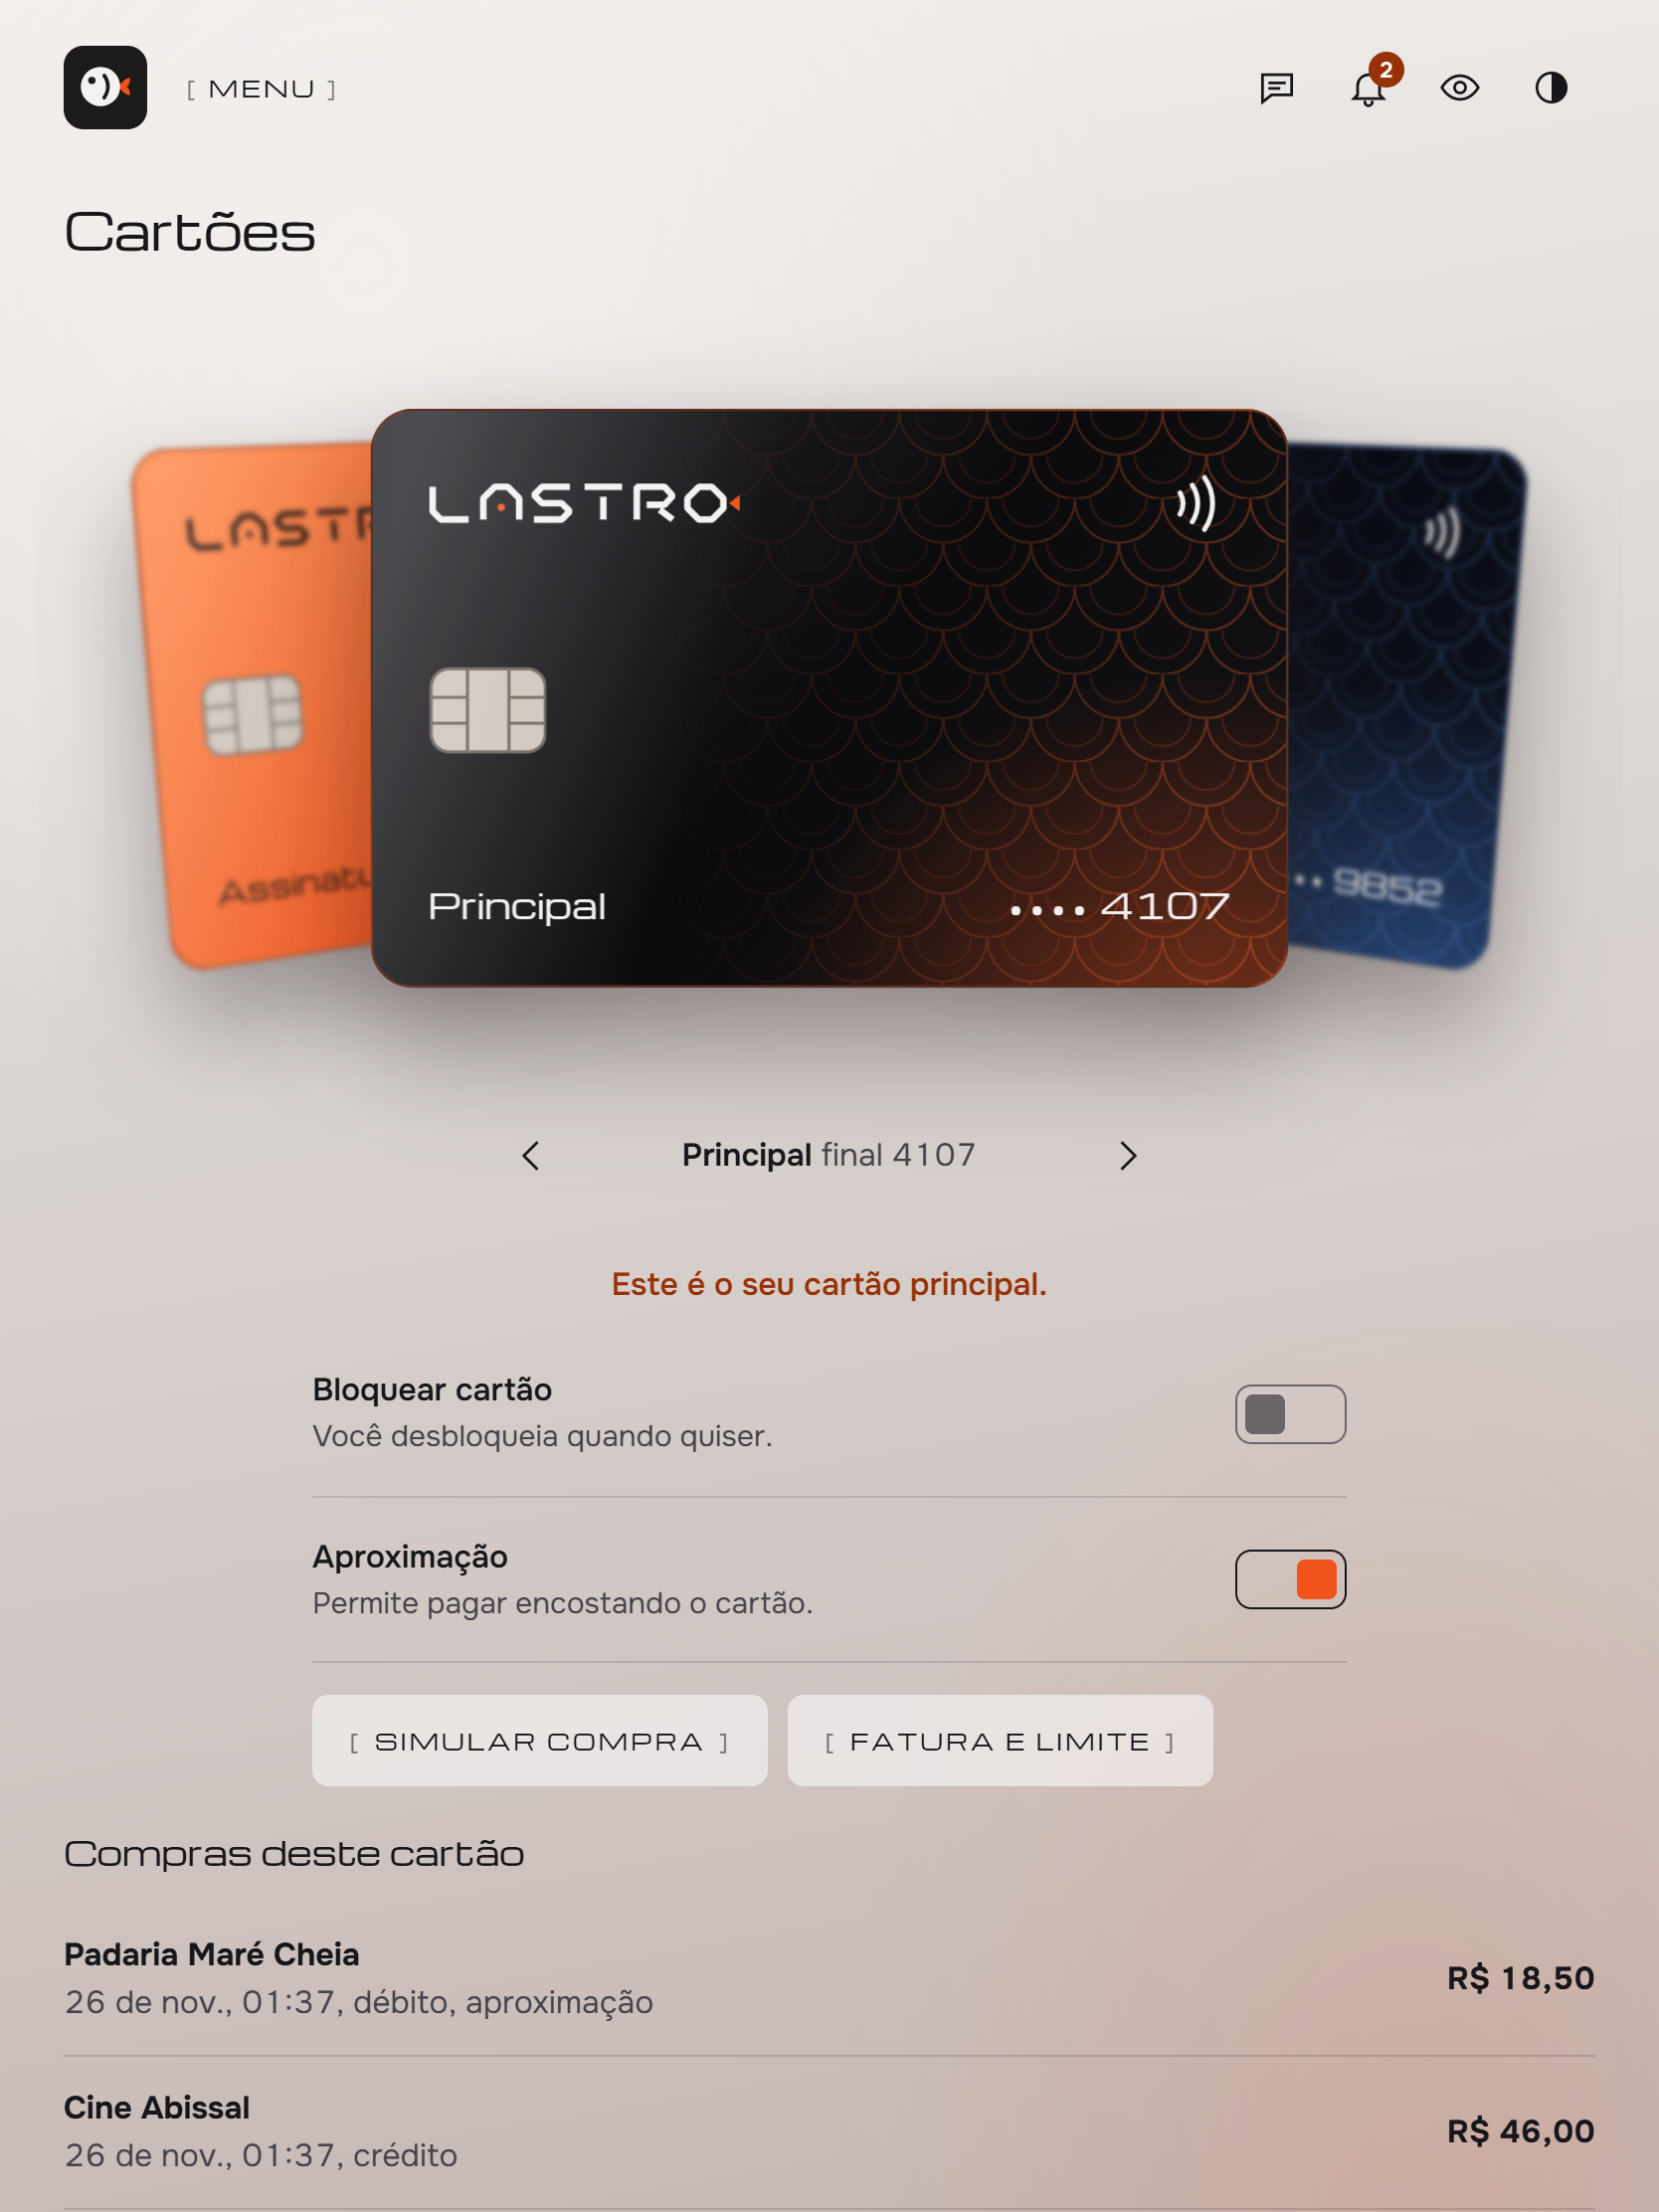 [ MENU ]
2
Cartões
LASTR
LASTRO
Assinatu
Principal
•••• 4107
•• 9852
Principal final 4107
Este é o seu cartão principal.
Bloquear cartão
Você desbloqueia quando quiser.
Aproximação
Permite pagar encostando o cartão.
[ SIMULAR COMPRA ]
[ FATURA E LIMITE ]
Compras deste cartão
Padaria Maré Cheia
R$ 18,50
26 de nov., 01:37, débito, aproximação
Cine Abissal
R$ 46,00
26 de nov., 01:37, crédito